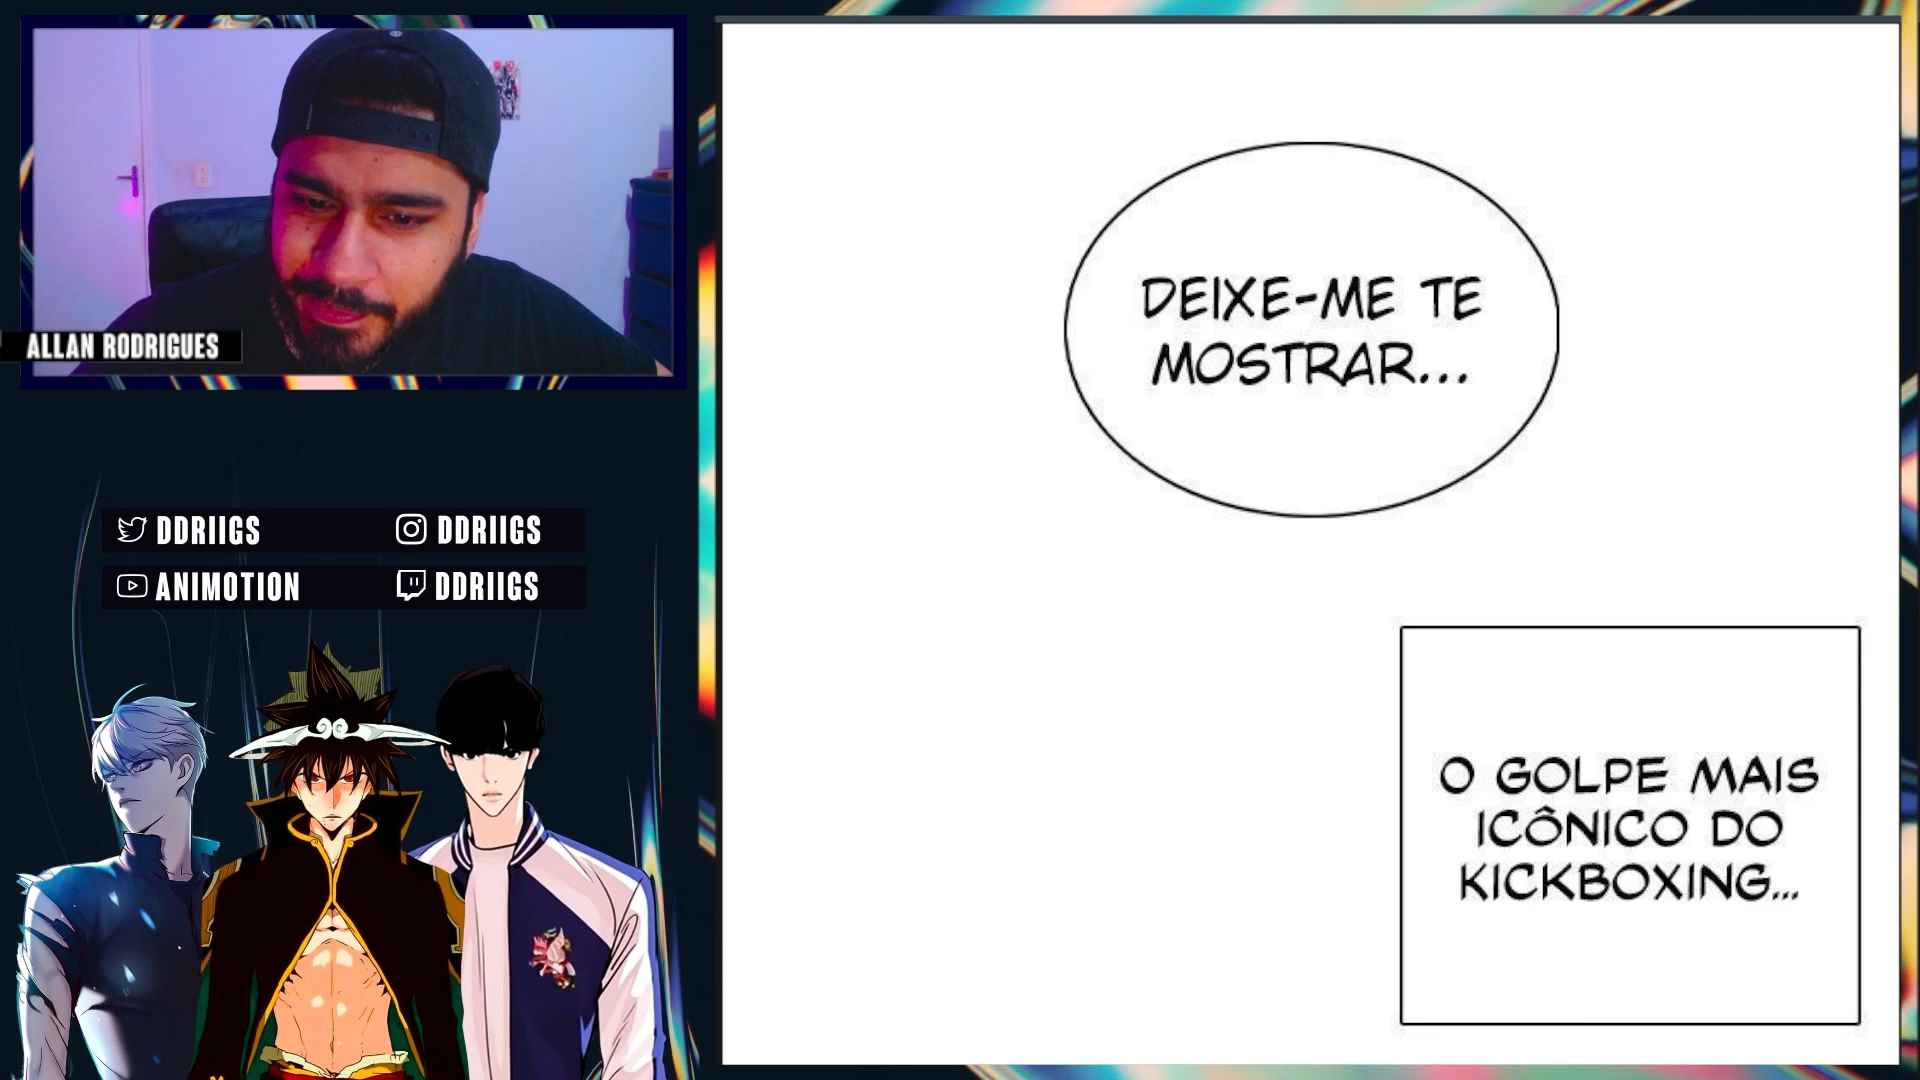 ALLAN RODRIGUES
DDRIIGS
DDRIIGS
ANIMOTION
DDRIIGS
DEIXE-ME TE
MOSTRAR...
O GOLPE MAIS
ICÔNICO DO
KICKBOXING...